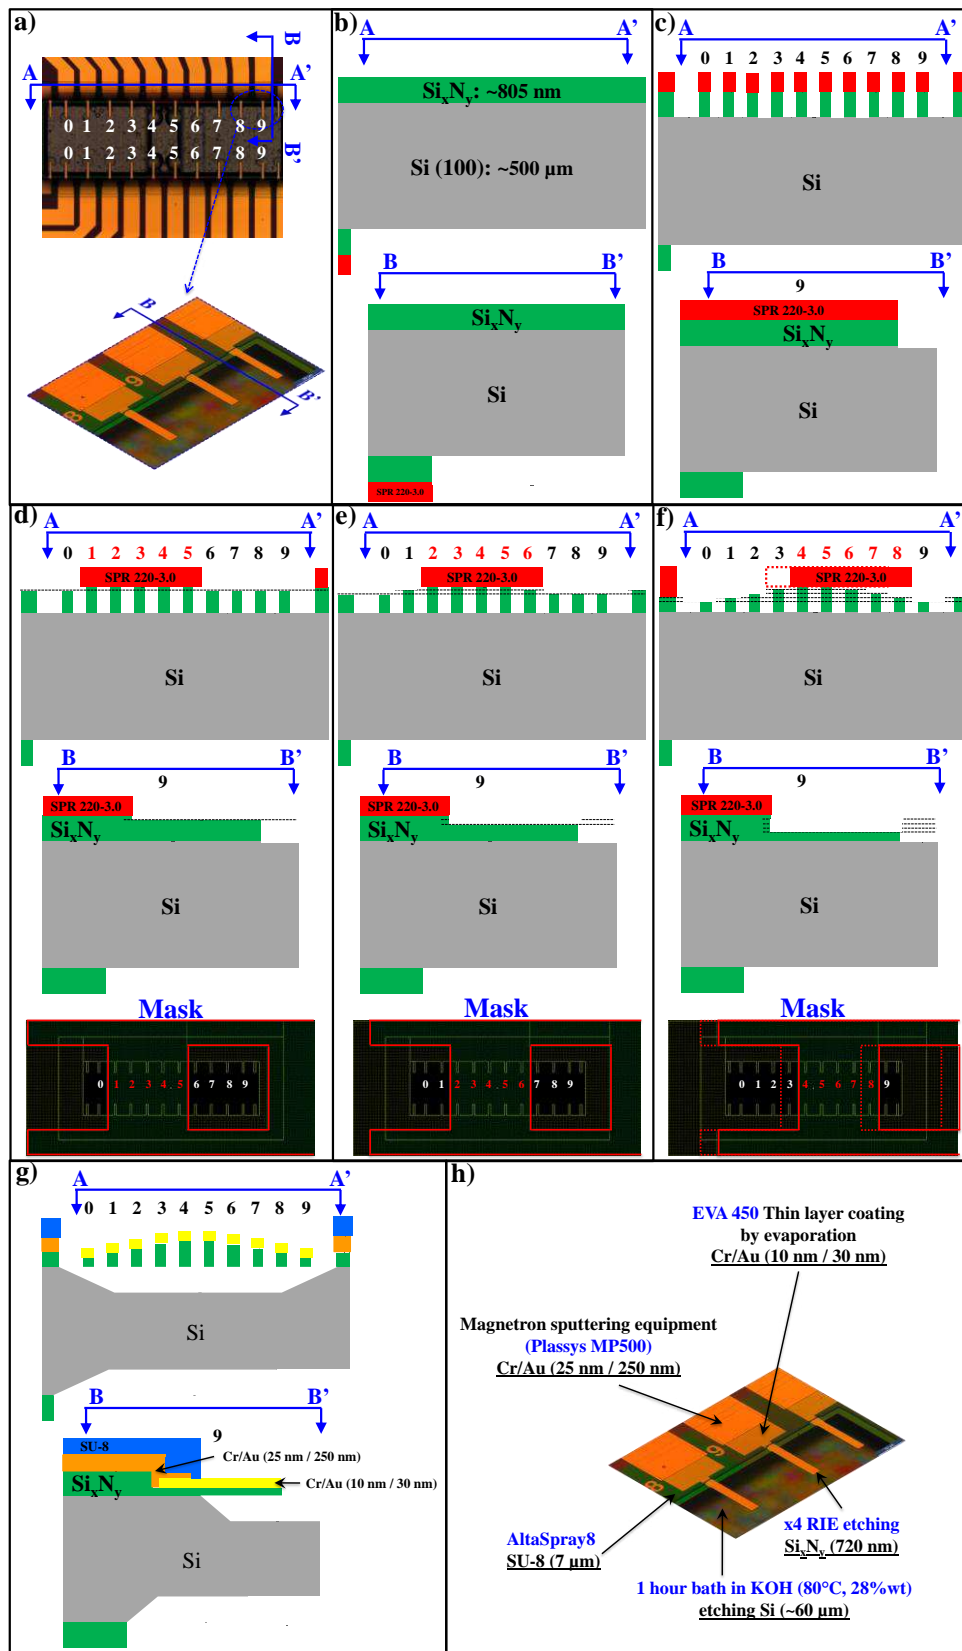 a)
B
A
A'
0 1 2 3 4 5 6 7 8 9
0 1 2 3 4 5 6 7 8 9
B'
B
9
8
B'
b)
A
A'
SixNy: ~805 nm
Si (100): ~500 µm
B
B'
SixNy
Si
SPR 220-3.0
c)
A
A'
0 1 2 3 4 5 6 7 8 9
Si
B
B'
9
SPR 220-3.0
SixNy
Si
d)
A
A'
0 1 2 3 4 5 6 7 8 9
SPR 220-3.0
Si
B
B'
9
SPR 220-3.0
SixNy
Si
Mask
0 1 2 3 4 5 6 7 8 9
e)
A
A'
0 1 2 3 4 5 6 7 8 9
SPR 220-3.0
Si
B
B'
9
SPR 220-3.0
SixNy
Si
Mask
0 1 2 3 4 5 6 7 8 9
f)
A
A'
0 1 2 3 4 5 6 7 8 9
SPR 220-3.0
Si
B
B'
9
SPR 220-3.0
SixNy
Si
Mask
0 1 2 3 4 5 6 7 8 9
g)
A
A'
0 1 2 3 4 5 6 7 8 9
Si
B
B'
9
SU-8
Cr/Au (25 nm / 250 nm)
SixNy
Cr/Au (10 nm / 30 nm)
Si
h)
EVA 450 Thin layer coating
by evaporation
Cr/Au (10 nm / 30 nm)
Magnetron sputtering equipment
(Plassys MP500)
Cr/Au (25 nm / 250 nm)
9
8
AltaSpray8
SU-8 (7 µm)
x4 RIE etching
SixNy (720 nm)
1 hour bath in KOH (80°C, 28%wt)
etching Si (~60 µm)